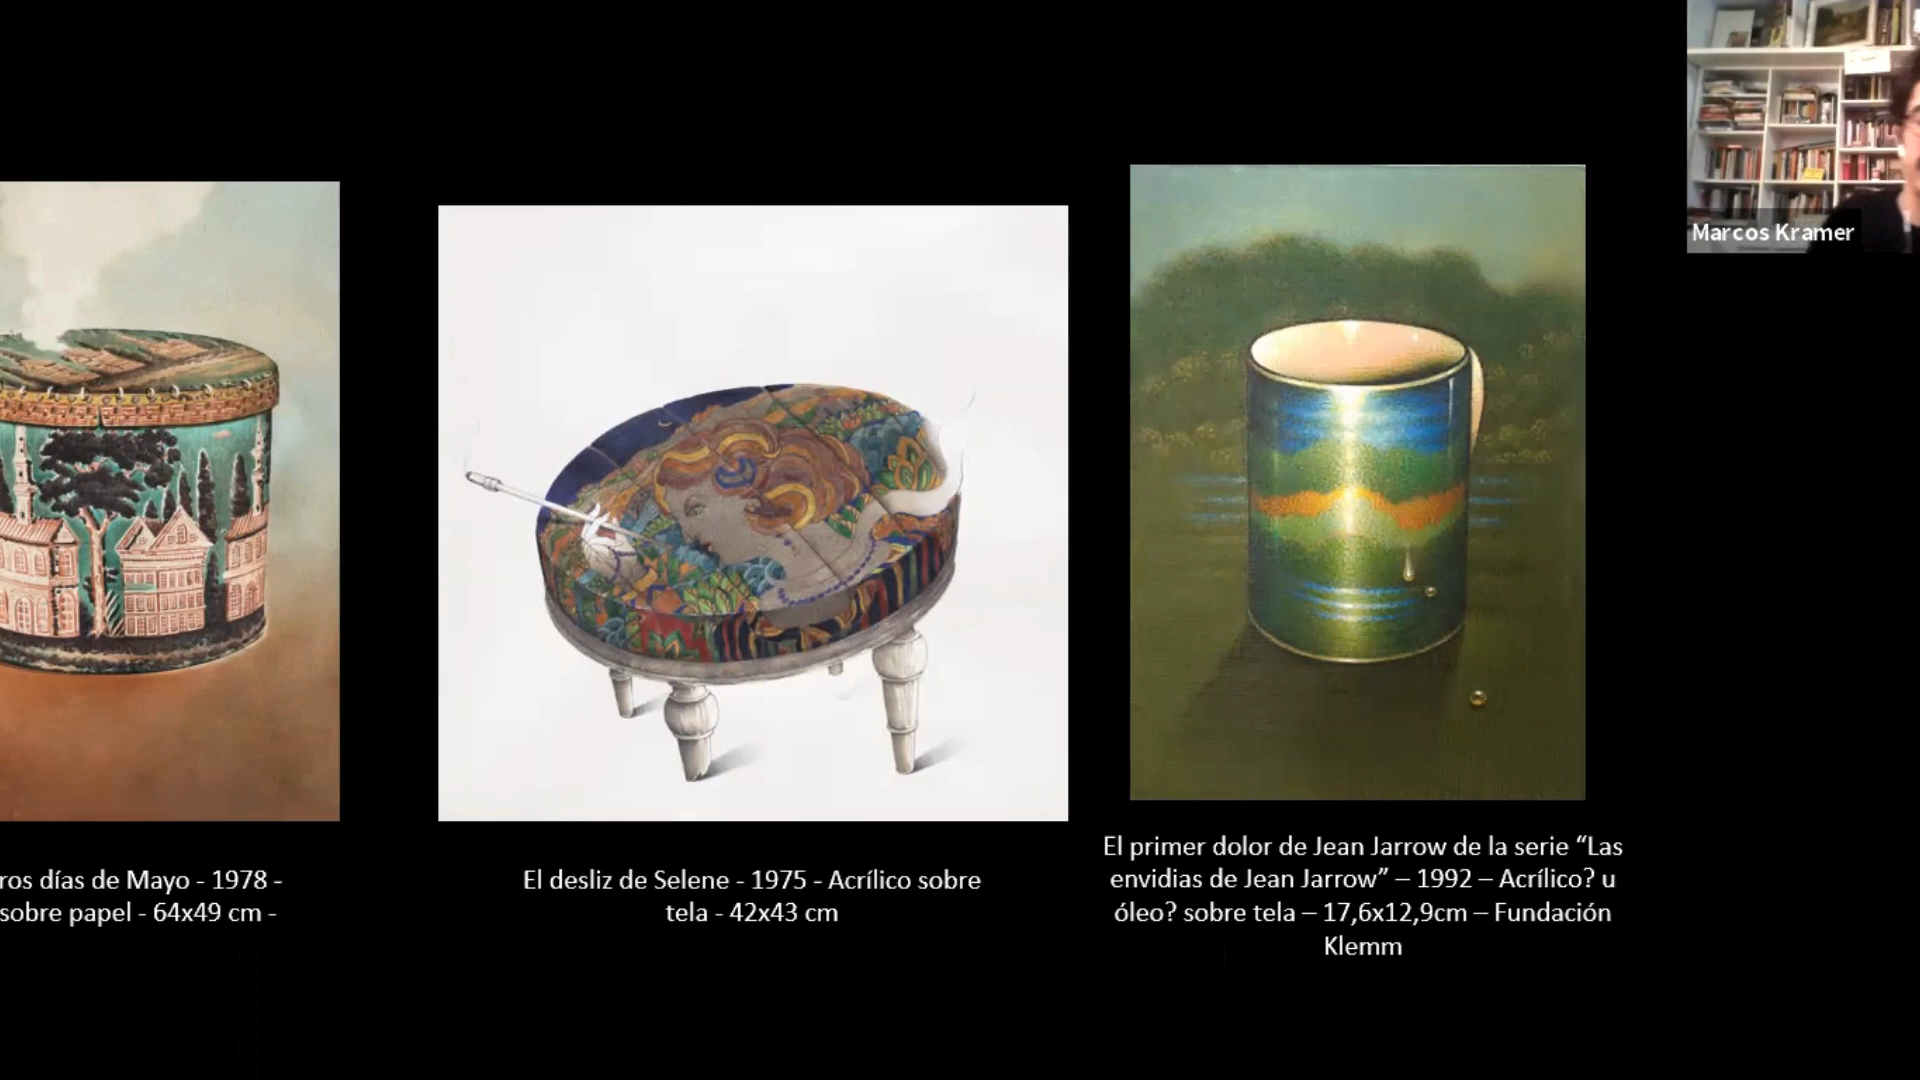 Marcos Kramer
ros días de Mayo - 1978 -
sobre papel - 64x49 cm -
El desliz de Selene - 1975 - Acrílico sobre
tela - 42x43 cm
El primer dolor de Jean Jarrow de la serie “Las
envidias de Jean Jarrow” – 1992 – Acrílico? u
óleo? sobre tela – 17,6x12,9cm – Fundación
Klemm